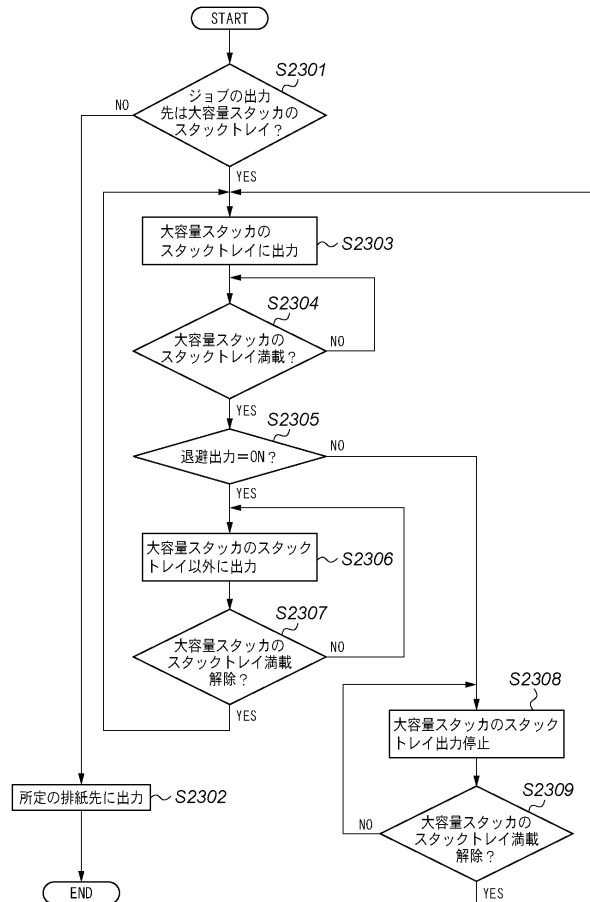 START
S2301
ジョブの出力
先は大容量スタッカの
スタックトレイ？
NO
YES
大容量スタッカの
スタックトレイに出力
S2303
S2304
大容量スタッカの
スタックトレイ満載？
NO
YES
S2305
退避出力＝ON？
NO
YES
大容量スタッカのスタック
トレイ以外に出力
S2306
S2307
大容量スタッカの
スタックトレイ満載
解除？
NO
YES
S2308
大容量スタッカのスタック
トレイ出力停止
S2309
大容量スタッカの
スタックトレイ満載
解除？
NO
YES
所定の排紙先に出力
S2302
END